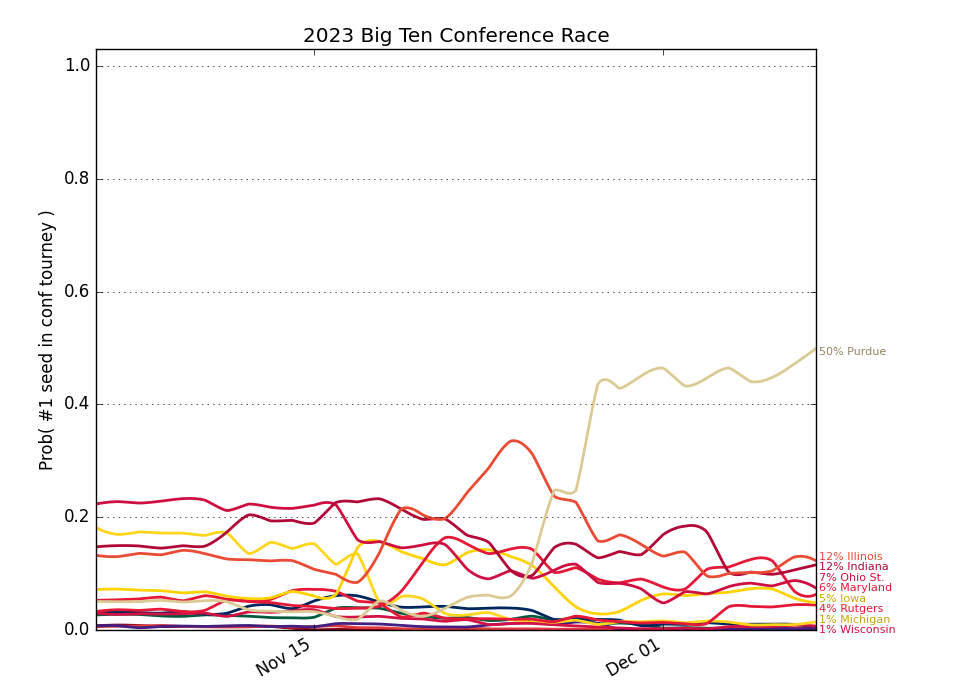 2023 Big Ten Conference Race
Prob( #1 seed in conf tourney )
1.0
0.8
0.6
0.4
0.2
0.0
Nov 15
Dec 01
50% Purdue
12% Illinois
12% Indiana
7% Ohio St.
6% Maryland
5% Iowa
4% Rutgers
1% Michigan
1% Wisconsin